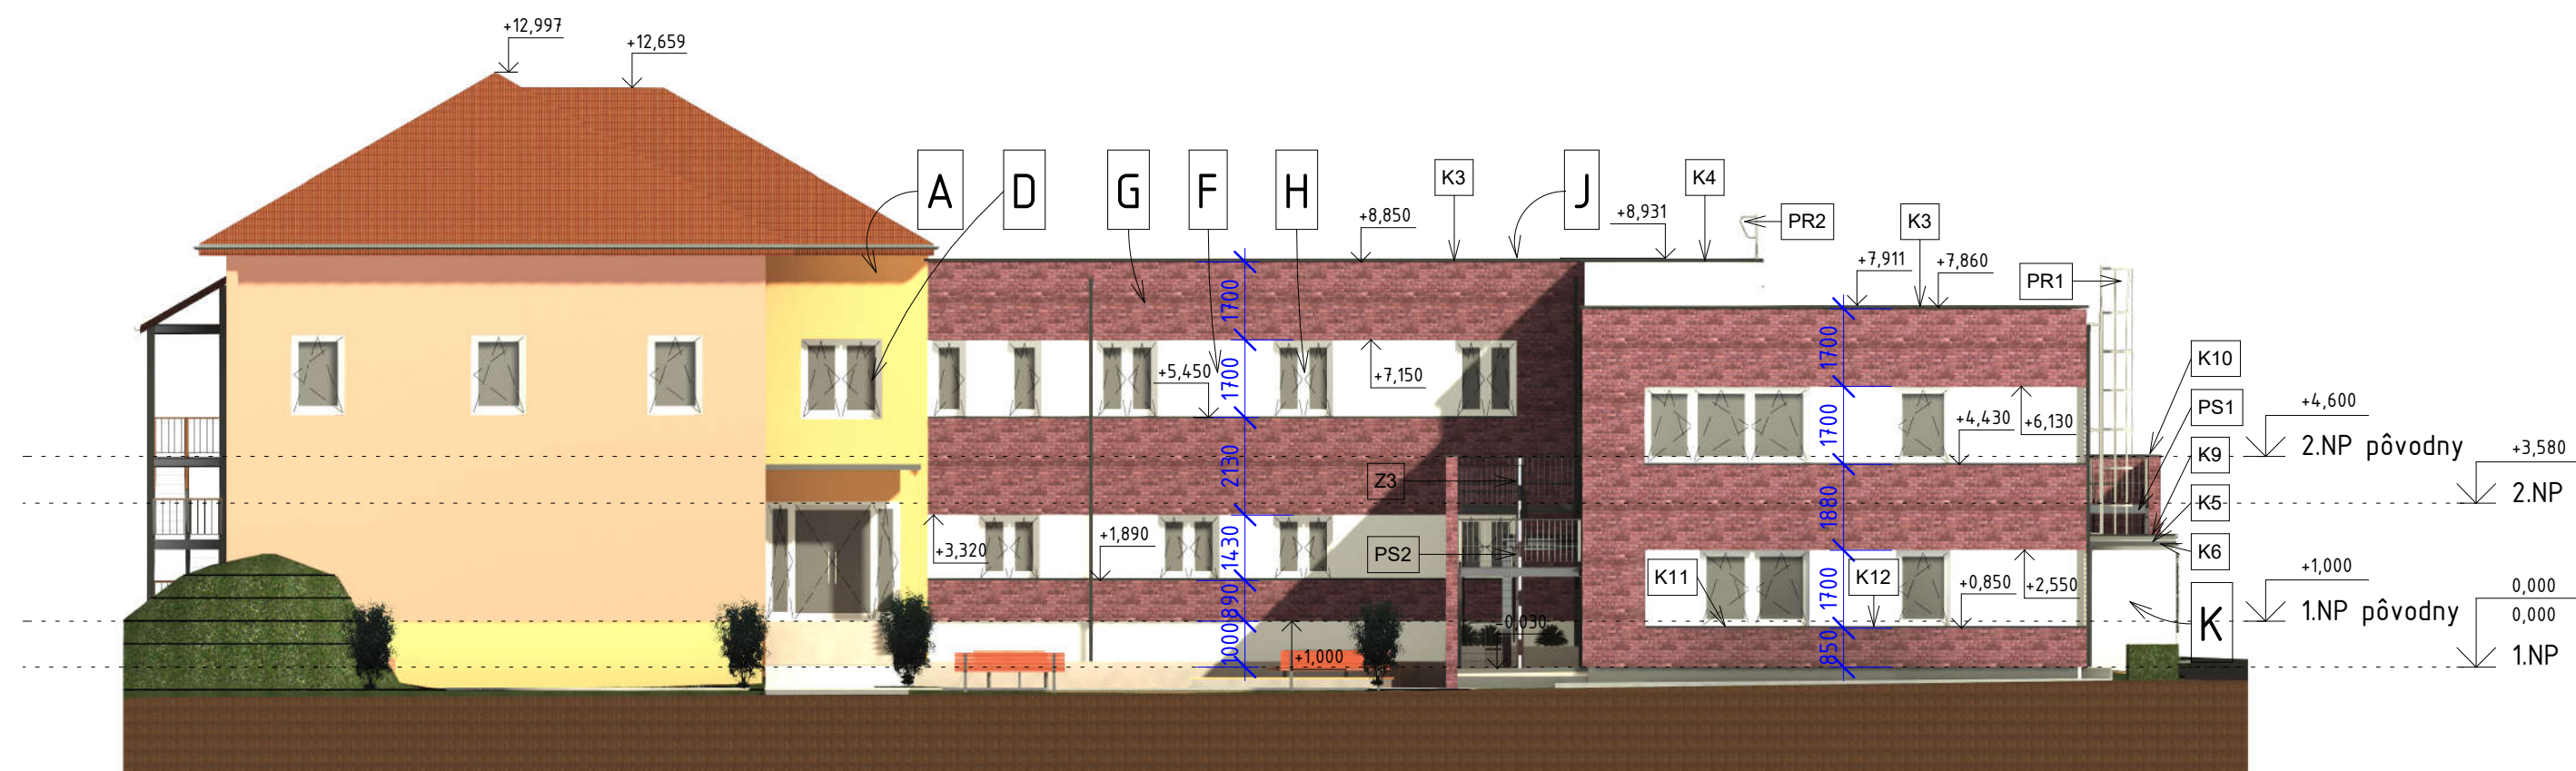 +12,997
+12,659
A
D
G
F
H
K3
J
K4
+8,850
+8,931
PR2
K3
+7,911
+7,860
PR1
1700
1700
+5,450
+7,150
1700
1700
+4,430
+6,130
K10
PS1
K9
K5
K6
+4,600
2.NP pôvodny
+3,580
2.NP
2130
Z3
1880
+3,320
+1,890
1430
PS2
K11
1700
K12
+0,850
+2,550
890
1000
+1,000
-0,030
850
K
+1,000
1.NP pôvodny
0,000
0,000
1.NP